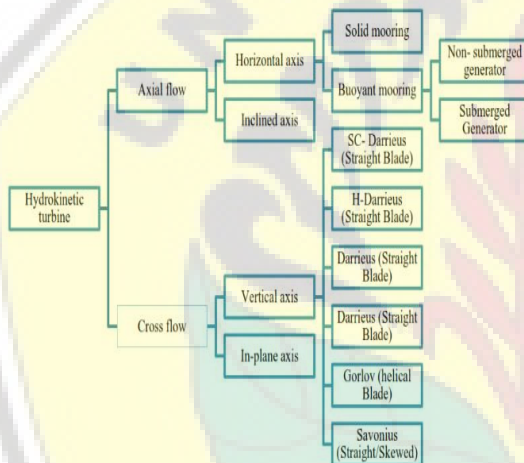 Hydrokinetic
turbine
Axial flow
Horizontal axis
Solid mooring
Buoyant mooring
Non- submerged
generator
Submerged
Generator
Inclined axis
Cross flow
Vertical axis
SC- Darrieus
(Straight Blade)
H-Darrieus
(Straight Blade)
Darrieus (Straight
Blade)
Darrieus (Straight
Blade)
Gorlov (helical
Blade)
Savonius
(Straight/Skewed)
In-plane axis